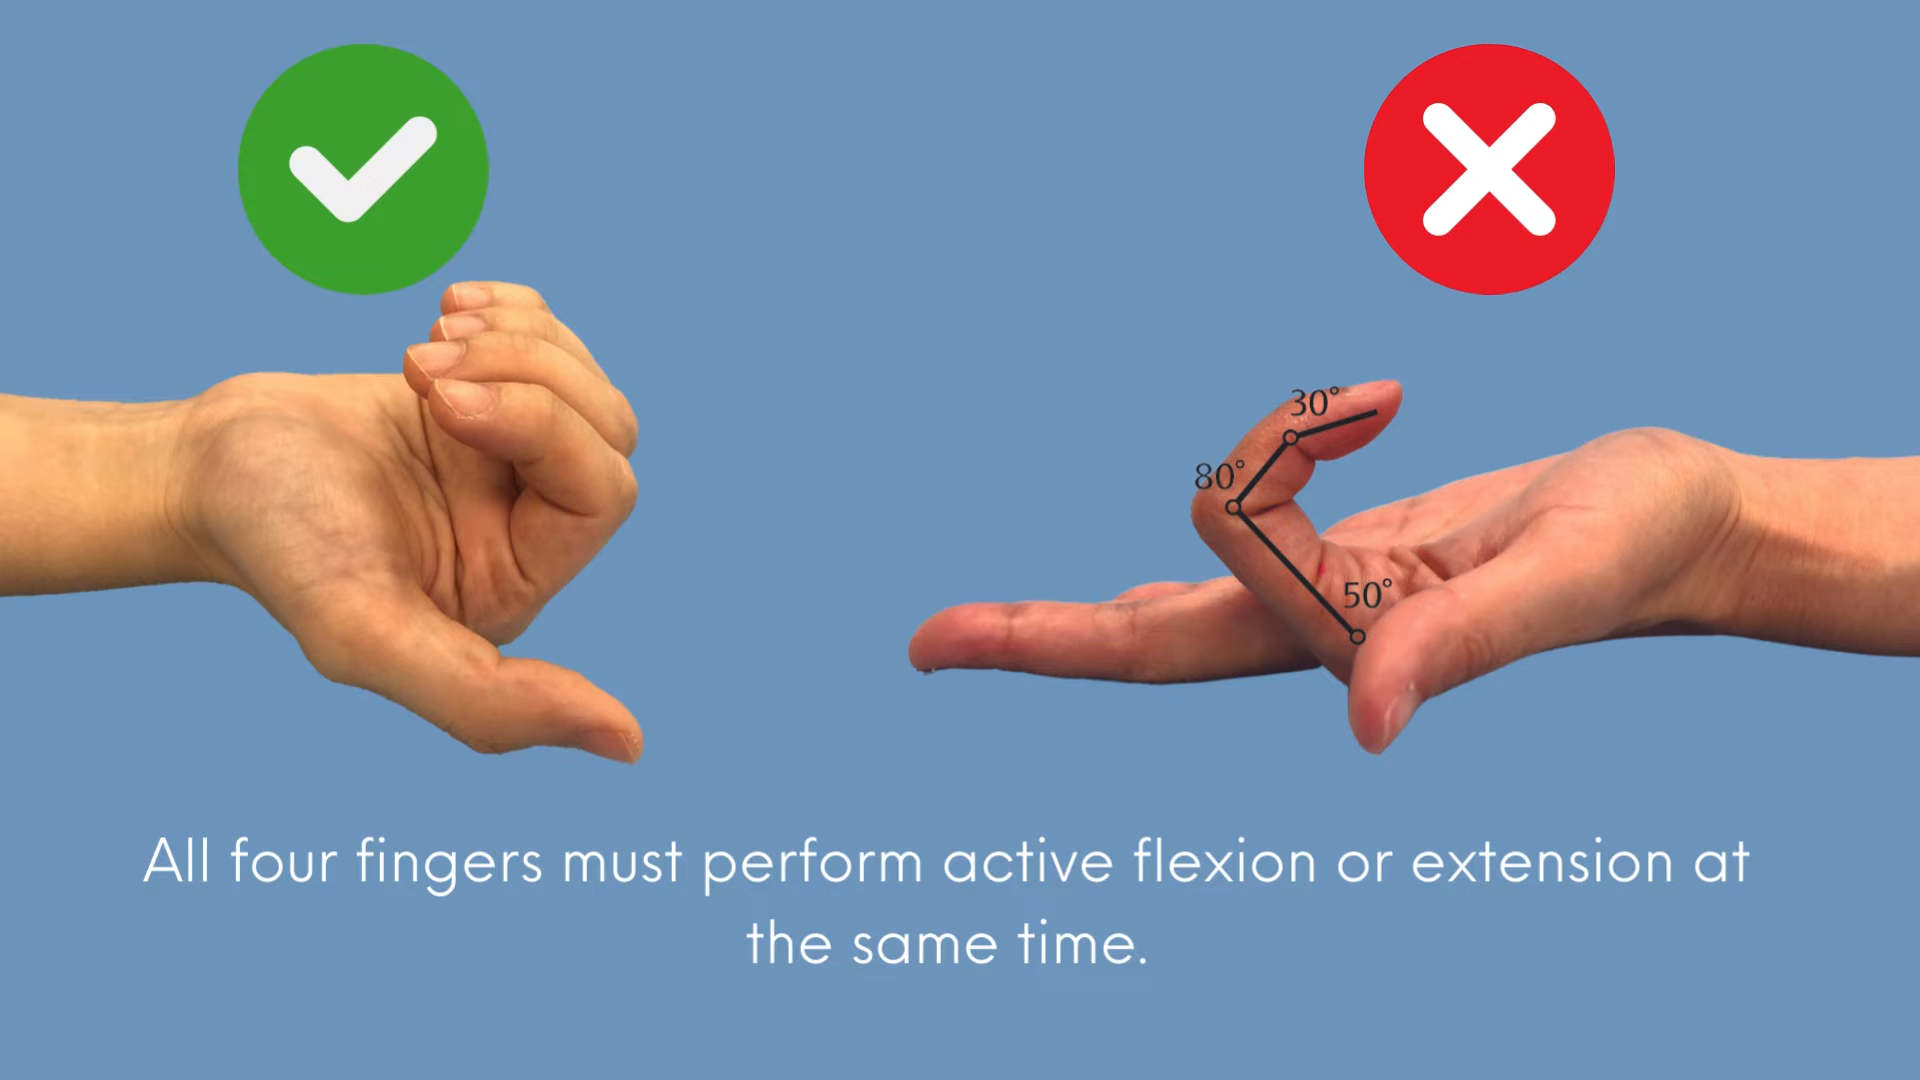 30°
80°
50°
All four fingers must perform active flexion or extension at
the same time.